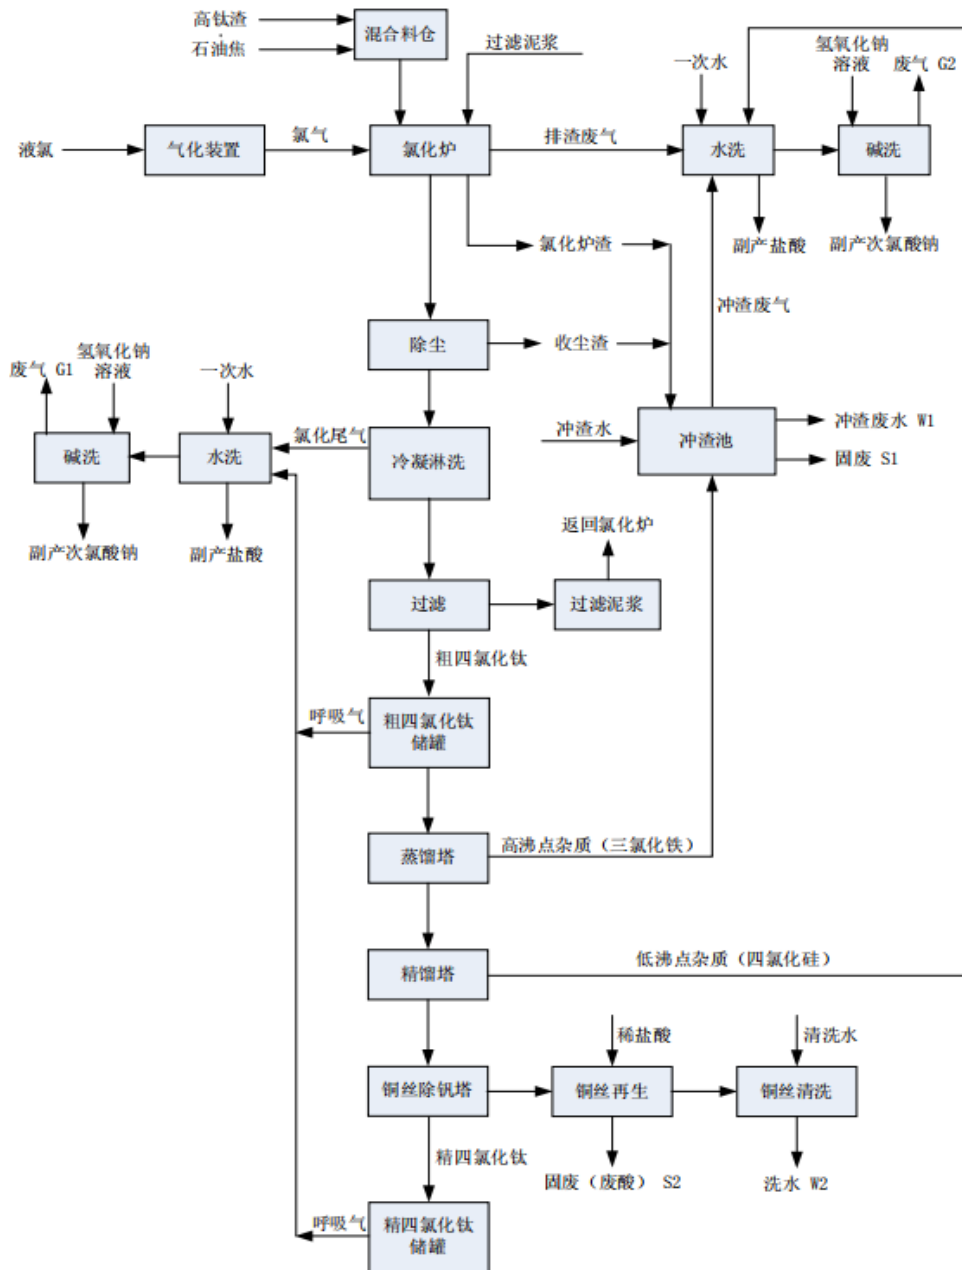 高钛渣
石油焦
混合料仓
过滤泥浆
一次水
氢氧化钠
溶液
废气 G2
液氯
气化装置
氯气
氯化炉
排渣废气
水洗
碱洗
氯化炉渣
副产盐酸
副产次氯酸钠
冲渣废气
除尘
收尘渣
废气 G1
氢氧化钠
溶液
一次水
碱洗
水洗
氯化尾气
冷凝淋洗
冲渣水
冲渣池
冲渣废水 W1
固废 S1
副产次氯酸钠
副产盐酸
返回氯化炉
过滤
过滤泥浆
粗四氯化钛
呼吸气
粗四氯化钛
储罐
蒸馏塔
高沸点杂质（三氯化铁）
精馏塔
低沸点杂质（四氯化硅）
稀盐酸
清洗水
铜丝除钒塔
铜丝再生
铜丝清洗
精四氯化钛
固废（废酸） S2
洗水 W2
呼吸气
精四氯化钛
储罐